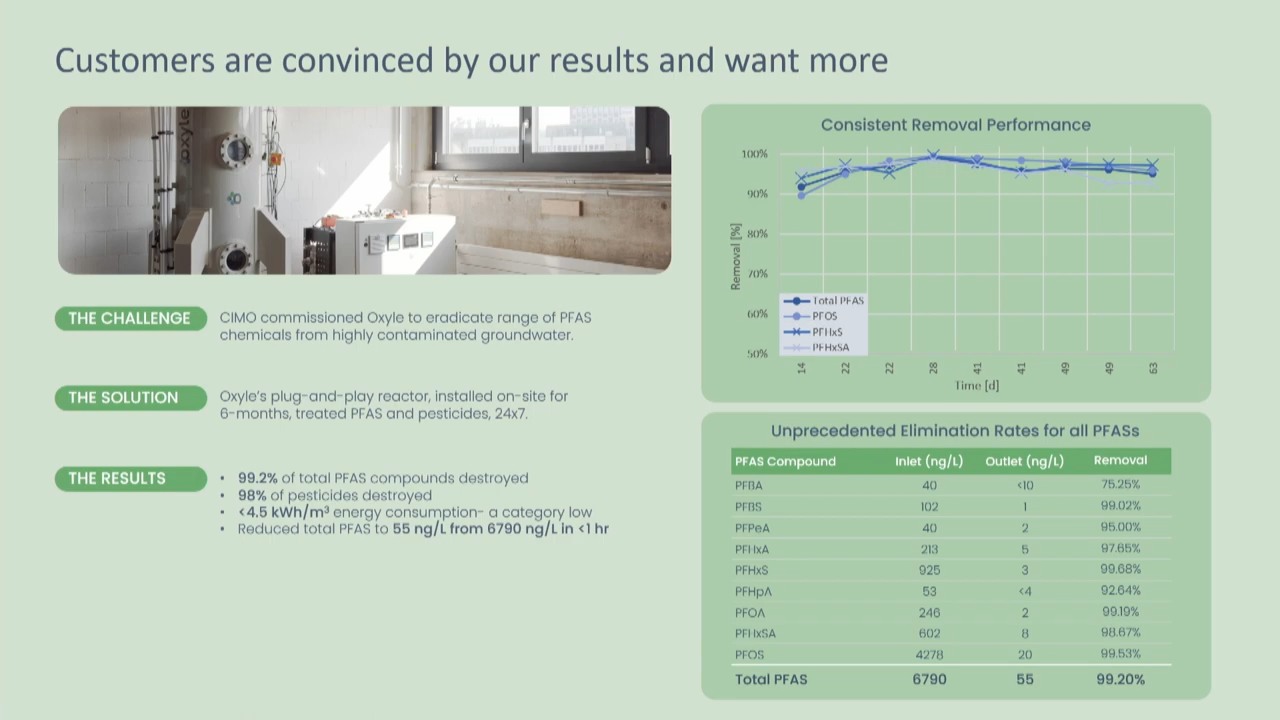 Customers are convinced by our results and want more
oxyle
THE CHALLENGE
CIMO commissioned Oxyle to eradicate range of PFAS
chemicals from highly contaminated groundwater.
THE SOLUTION
Oxyle's plug-and-play reactor, installed on-site for
6-months, treated PFAS and pesticides, 24x7.
THE RESULTS
• 99.2% of total PFAS compounds destroyed
• 98% of pesticides destroyed
• <4.5 kWh/m³ energy consumption- a category low
• Reduced total PFAS to 55 ng/L from 6790 ng/L in <1 hr
Consistent Removal Performance
100%
90%
80%
70%
60%
50%
Removal [%]
Total PFAS
PFOS
PFHxS
PFHxSA
14 22 22 28 41 41 49 49 63
Time [d]
Unprecedented Elimination Rates for all PFASs
PFAS Compound Inlet (ng/L) Outlet (ng/L) Removal
PFBA 40 <10 75.25%
PFBS 102 1 99.02%
PFPeA 40 2 95.00%
PFHxA 213 5 97.65%
PFHxS 925 3 99.68%
PFHpA 53 <4 92.64%
PFOA 246 2 99.19%
PFHxSA 602 8 98.67%
PFOS 4278 20 99.53%
Total PFAS 6790 55 99.20%